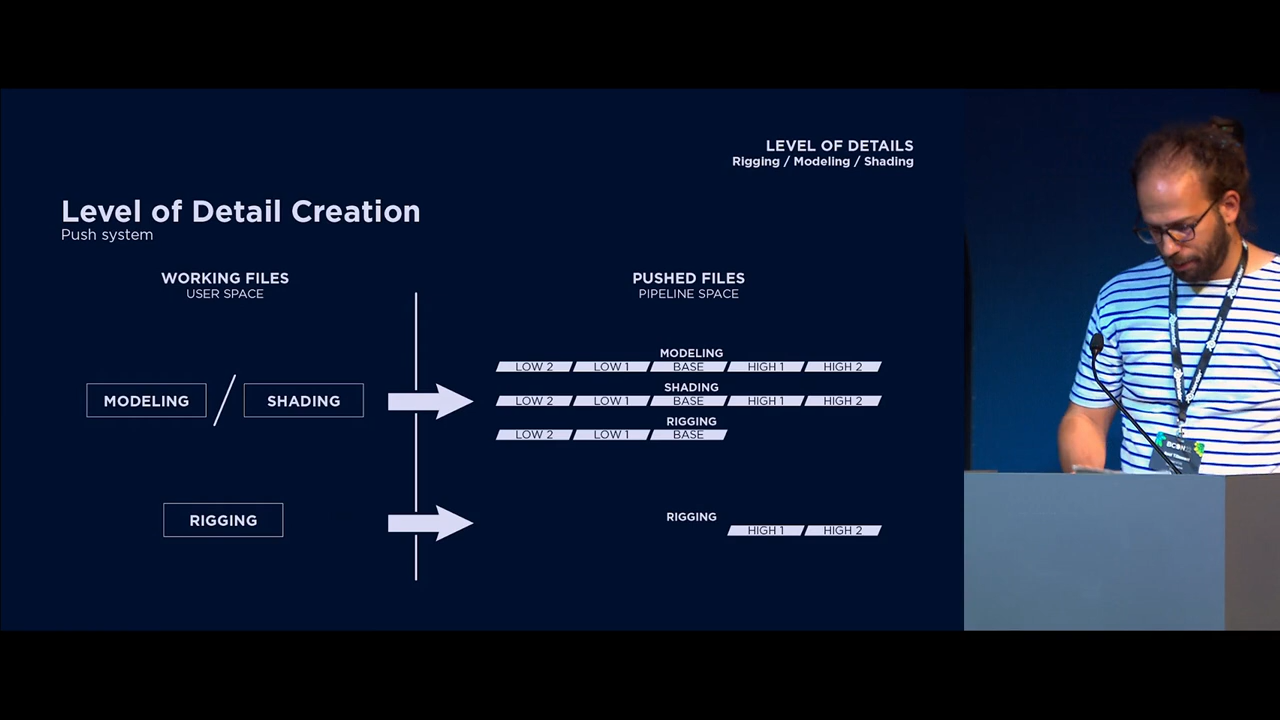 LEVEL OF DETAILS
Rigging / Modeling / Shading
Level of Detail Creation
Push system
WORKING FILES
USER SPACE
PUSHED FILES
PIPELINE SPACE
MODELING
LOW 2 LOW 1 BASE HIGH 1 HIGH 2
MODELING / SHADING
SHADING
LOW 2 LOW 1 BASE HIGH 1 HIGH 2
RIGGING
LOW 2 LOW 1 BASE
RIGGING
RIGGING
HIGH 1 HIGH 2